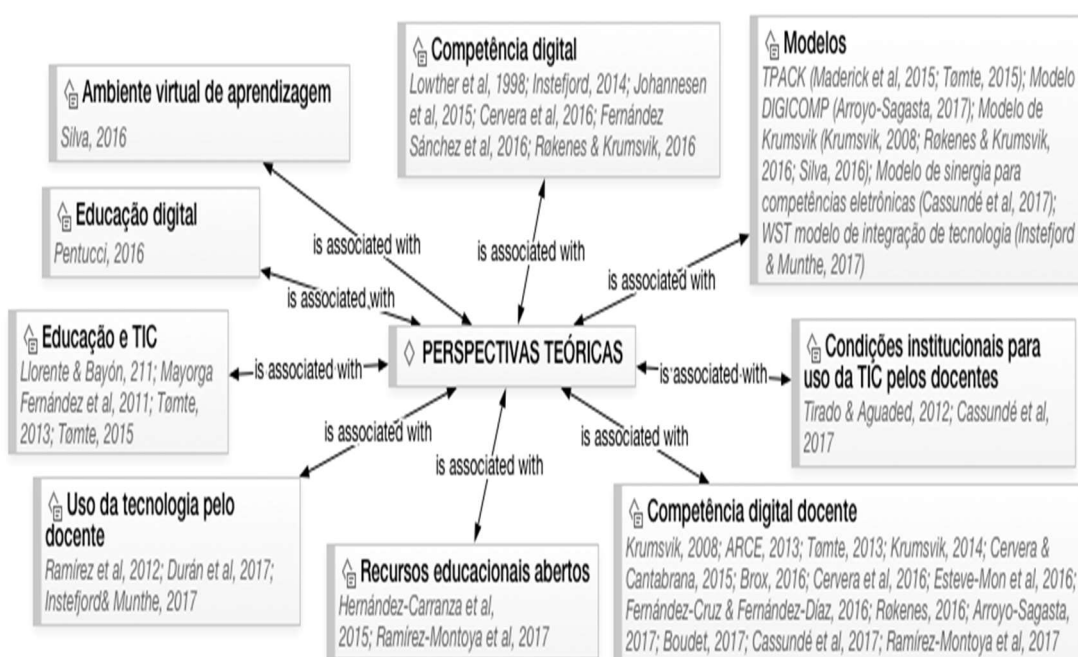 Ambiente virtual de aprendizagem
Silva, 2016
Competência digital
Lowther et al, 1998; Instefjord, 2014; Johannesen
et al, 2015; Cervera et al, 2016; Fernández
Sánchez et al, 2016; Røkenes & Krumsvik, 2016
Modelos
TPACK (Maderick et al, 2015; Tømte, 2015); Modelo
DIGICOMP (Arroyo-Sagasta, 2017); Modelo de
Krumsvik (Krumsvik, 2008; Røkenes & Krumsvik,
2016; Silva, 2016); Modelo de sinergia para
competências eletrônicas (Cassundé et al, 2017);
WST modelo de integração de tecnologia (Instefjord
& Munthe, 2017)
Educação digital
Pentucci, 2016
is associated with
is associated with
is associated with
is associated with
Educação e TIC
Llorente & Bayón, 211; Mayorga
Fernández et al, 2011; Tømte,
2013; Tømte, 2015
is associated with
PERSPECTIVAS TEÓRICAS
is associated with
Condições institucionais para
uso da TIC pelos docentes
Tirado & Aguaded, 2012; Cassundé et al,
2017
is associated with
is associated with
is associated with
Uso da tecnologia pelo
docente
Ramírez et al, 2012; Durán et al, 2017;
Instefjord& Munthe, 2017
Recursos educacionais abertos
Hernández-Carranza et al,
2015; Ramírez-Montoya et al, 2017
Competência digital docente
Krumsvik, 2008; ARCE, 2013; Tømte, 2013; Krumsvik, 2014; Cervera &
Cantabrana, 2015; Brox, 2016; Cervera et al, 2016; Esteve-Mon et al, 2016;
Fernández-Cruz & Fernández-Díaz, 2016; Røkenes, 2016; Arroyo-Sagasta,
2017; Boudet, 2017; Cassundé et al, 2017; Ramírez-Montoya et al, 2017